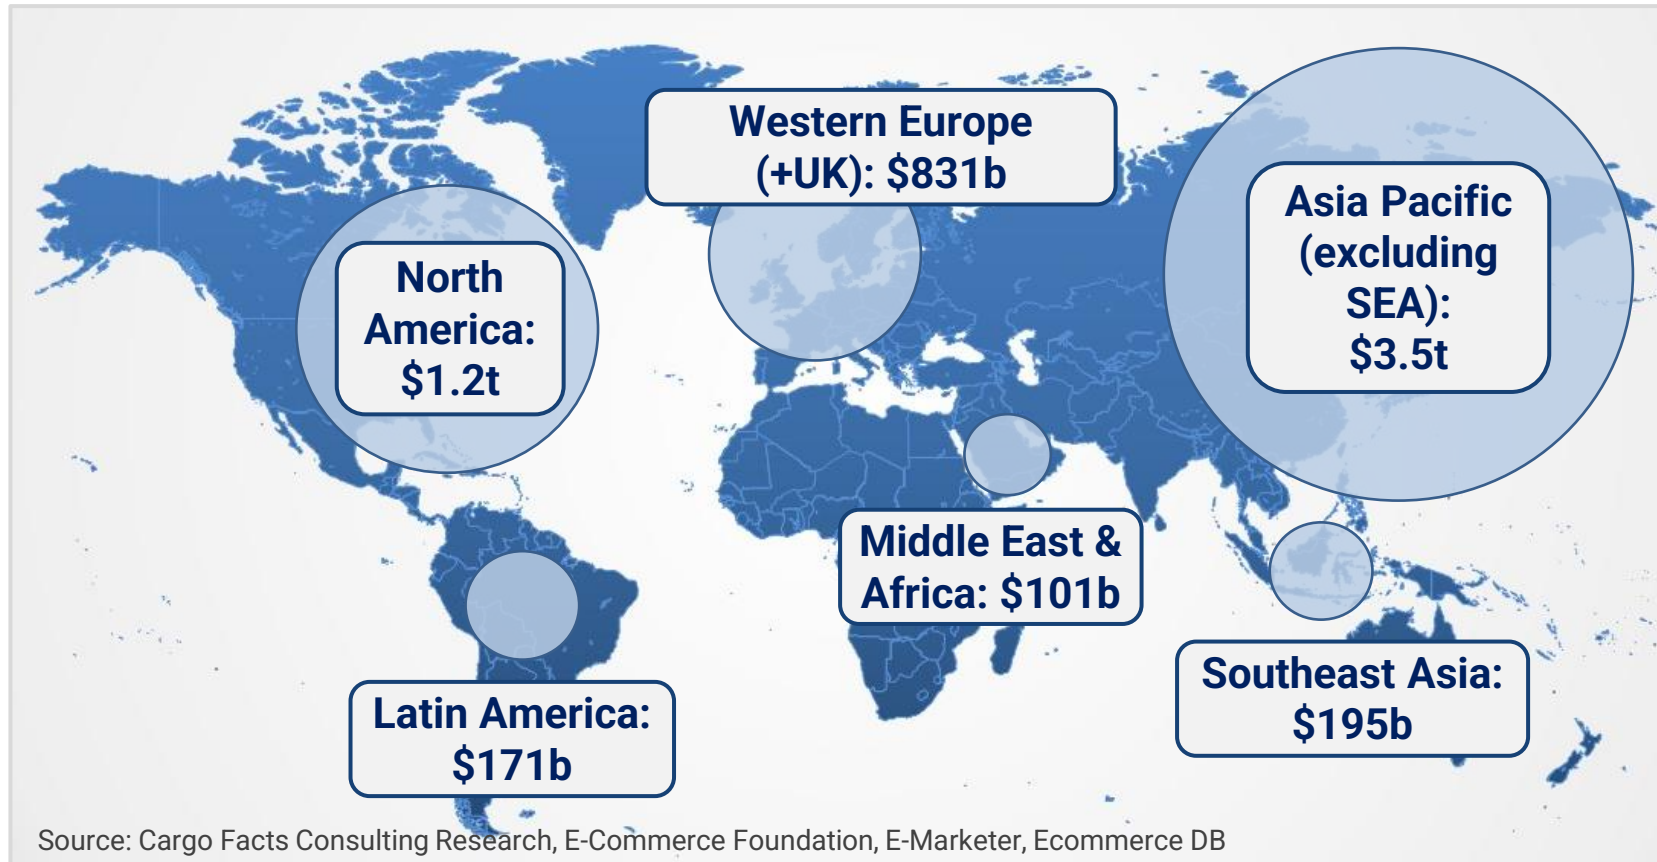 Western Europe
(+UK): $831b
Asia Pacific
(excluding
SEA):
$3.5t
North
America:
$1.2t
Middle East &
Africa: $101b
Southeast Asia:
$195b
Latin America:
$171b
Source: Cargo Facts Consulting Research, E-Commerce Foundation, E-Marketer, Ecommerce DB